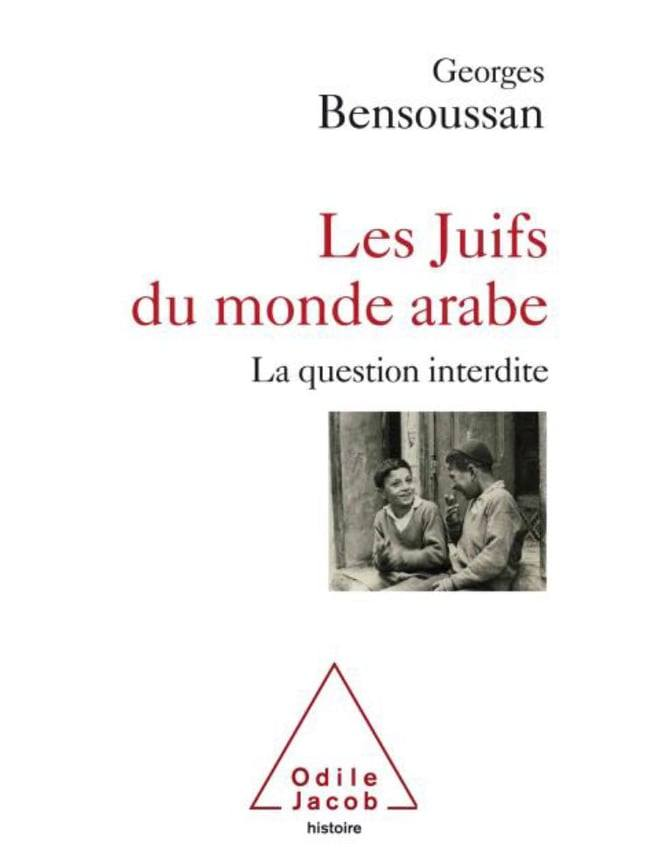 Georges
Bensoussan
Les Juifs
du monde arabe
La question interdite
Odile
Jacob
histoire